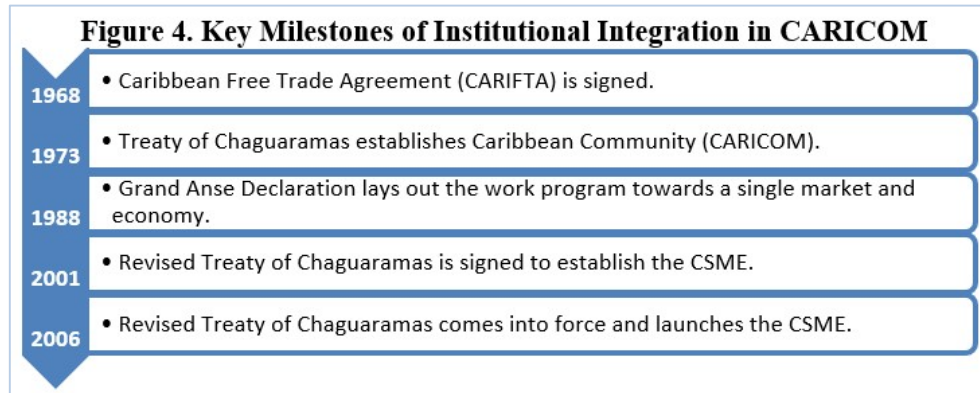 Figure 4. Key Milestones of Institutional Integration in CARICOM
1968
• Caribbean Free Trade Agreement (CARIFTA) is signed.
1973
• Treaty of Chaguaramas establishes Caribbean Community (CARICOM).
1988
• Grand Anse Declaration lays out the work program towards a single market and
economy.
2001
• Revised Treaty of Chaguaramas is signed to establish the CSME.
2006
• Revised Treaty of Chaguaramas comes into force and launches the CSME.